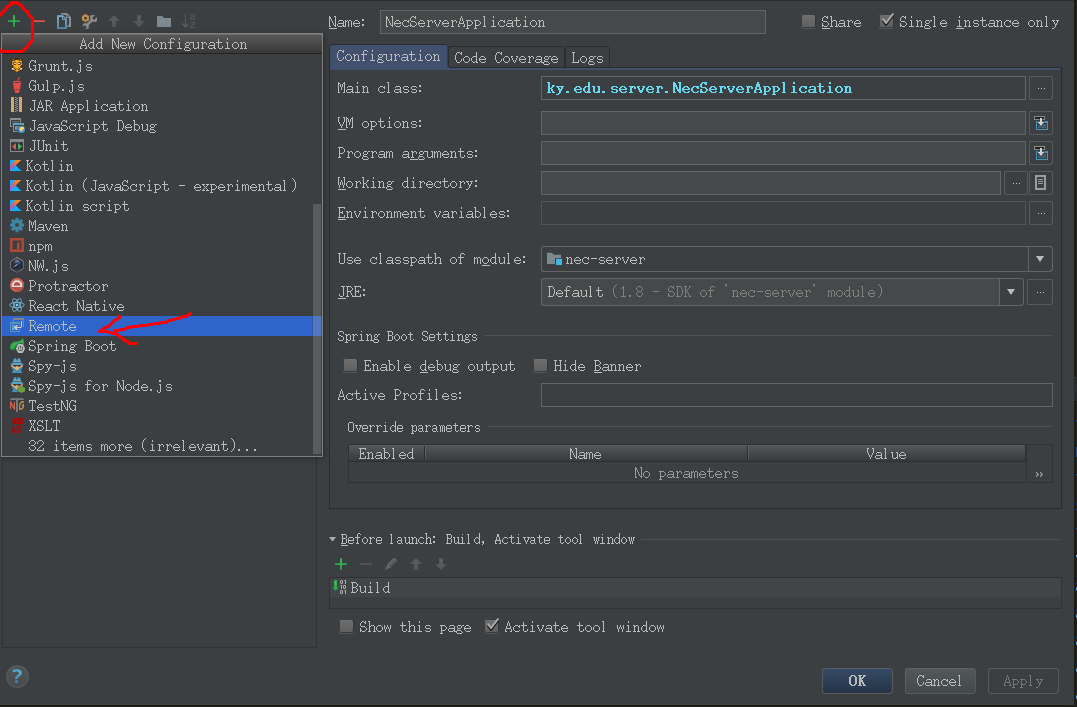 Name: NecServerApplication Share Single instance only
Add New Configuration
Grunt.js
Gulp.js
JAR Application
JavaScript Debug
JUnit
Kotlin
Kotlin (JavaScript - experimental)
Kotlin script
Maven
npm
NW.js
Protractor
React Native
Remote
Spring Boot
Spy-js
Spy-js for Node.js
TestNG
XSLT
32 items more (irrelevant)...
Configuration Code Coverage Logs
Main class: ky.edu.server.NecServerApplication
VM options:
Program arguments:
Working directory:
Environment variables:
Use classpath of module: nec-server
JRE: Default (1.8 - SDK of 'nec-server' module)
Spring Boot Settings
Enable debug output Hide Banner
Active Profiles:
Override parameters
Enabled Name Value
No parameters
Before launch: Build, Activate tool window
Build
Show this page Activate tool window
OK Cancel Apply